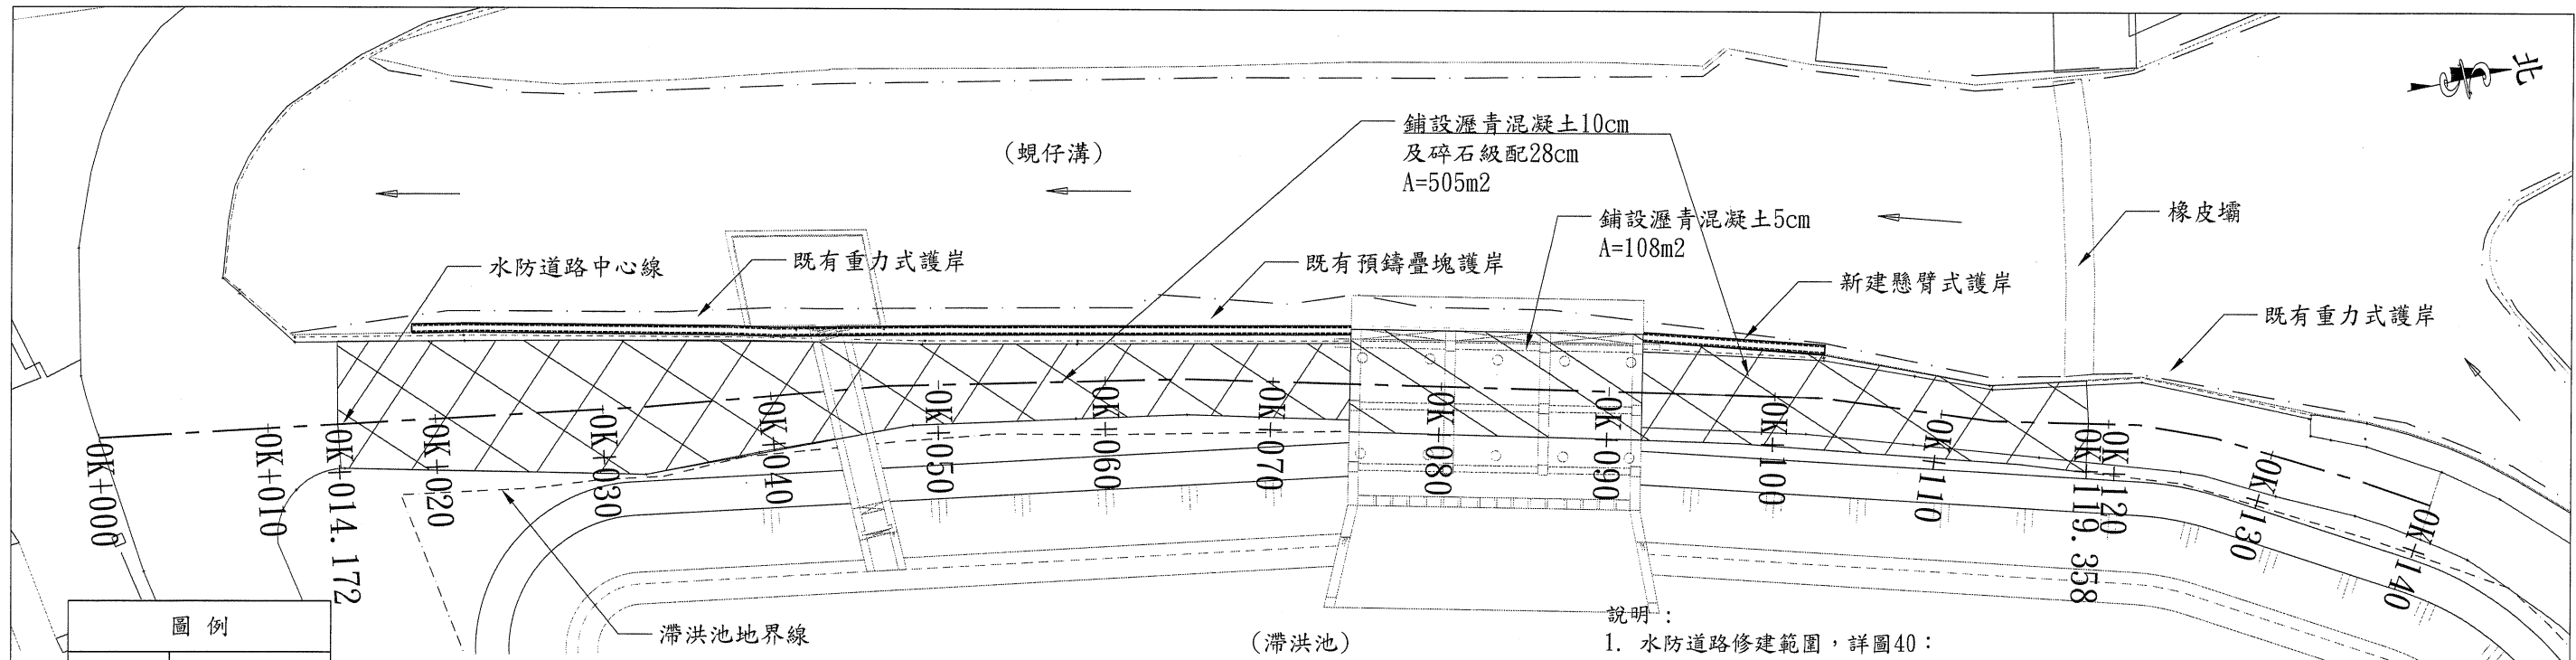 北
鋪設瀝青混凝土10cm
及碎石級配28cm
A=505m2
(蜆仔溝)
鋪設瀝青混凝土5cm
A=108m2
橡皮壩
水防道路中心線
既有重力式護岸
既有預鑄疊塊護岸
新建懸臂式護岸
既有重力式護岸
0K+000
0K+010
0K+014.172
0K+020
0K+030
0K+040
0K+050
0K+060
0K+070
0K+080
0K+090
0K+100
0K+110
0K+119.358
0K+120
0K+130
0K+140
圖例
滯洪池地界線
(滯洪池)
說明：
1. 水防道路修建範圍，詳圖40：